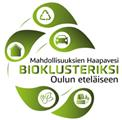 Mahdollisuuksien Haapavesi
BIOKLUSTERIKSI
Oulun eteläiseen